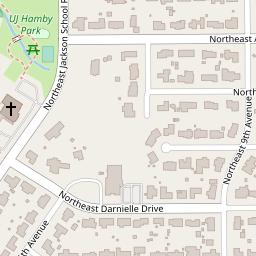 UJ Hamby
Park
Northeast Jackson School R
Northeast A
North
Northeast 9th Avenue
Northeast Darnielle Drive
th Avenue